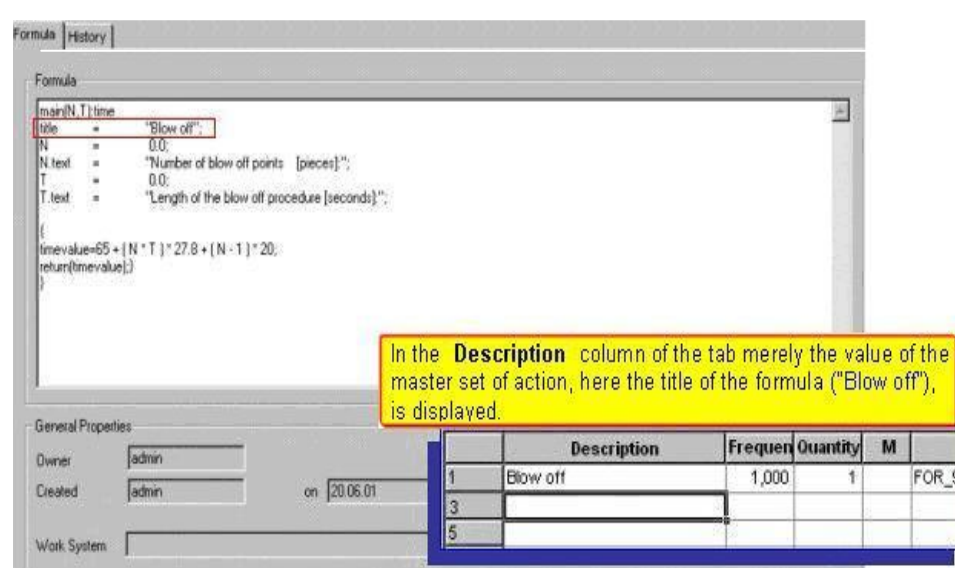 Formula History
Formula
main(N,T):time
title = "Blow off";
N = 0.0;
N.text = "Number of blow off points [pieces]:";
T = 0.0;
T.text = "Length of the blow off procedure [seconds]:";
{
timevalue=65 + ( N * T ) * 27.8 + ( N - 1 ) * 20;
return(timevalue);)
}
In the Description column of the tab merely the value of the
master set of action, here the title of the formula ("Blow off"),
is displayed.
General Properties
Owner admin
Created admin on 20.06.01
Work System
Description Frequen Quantity M
1 Blow off 1,000 1 FOR_S
3
5